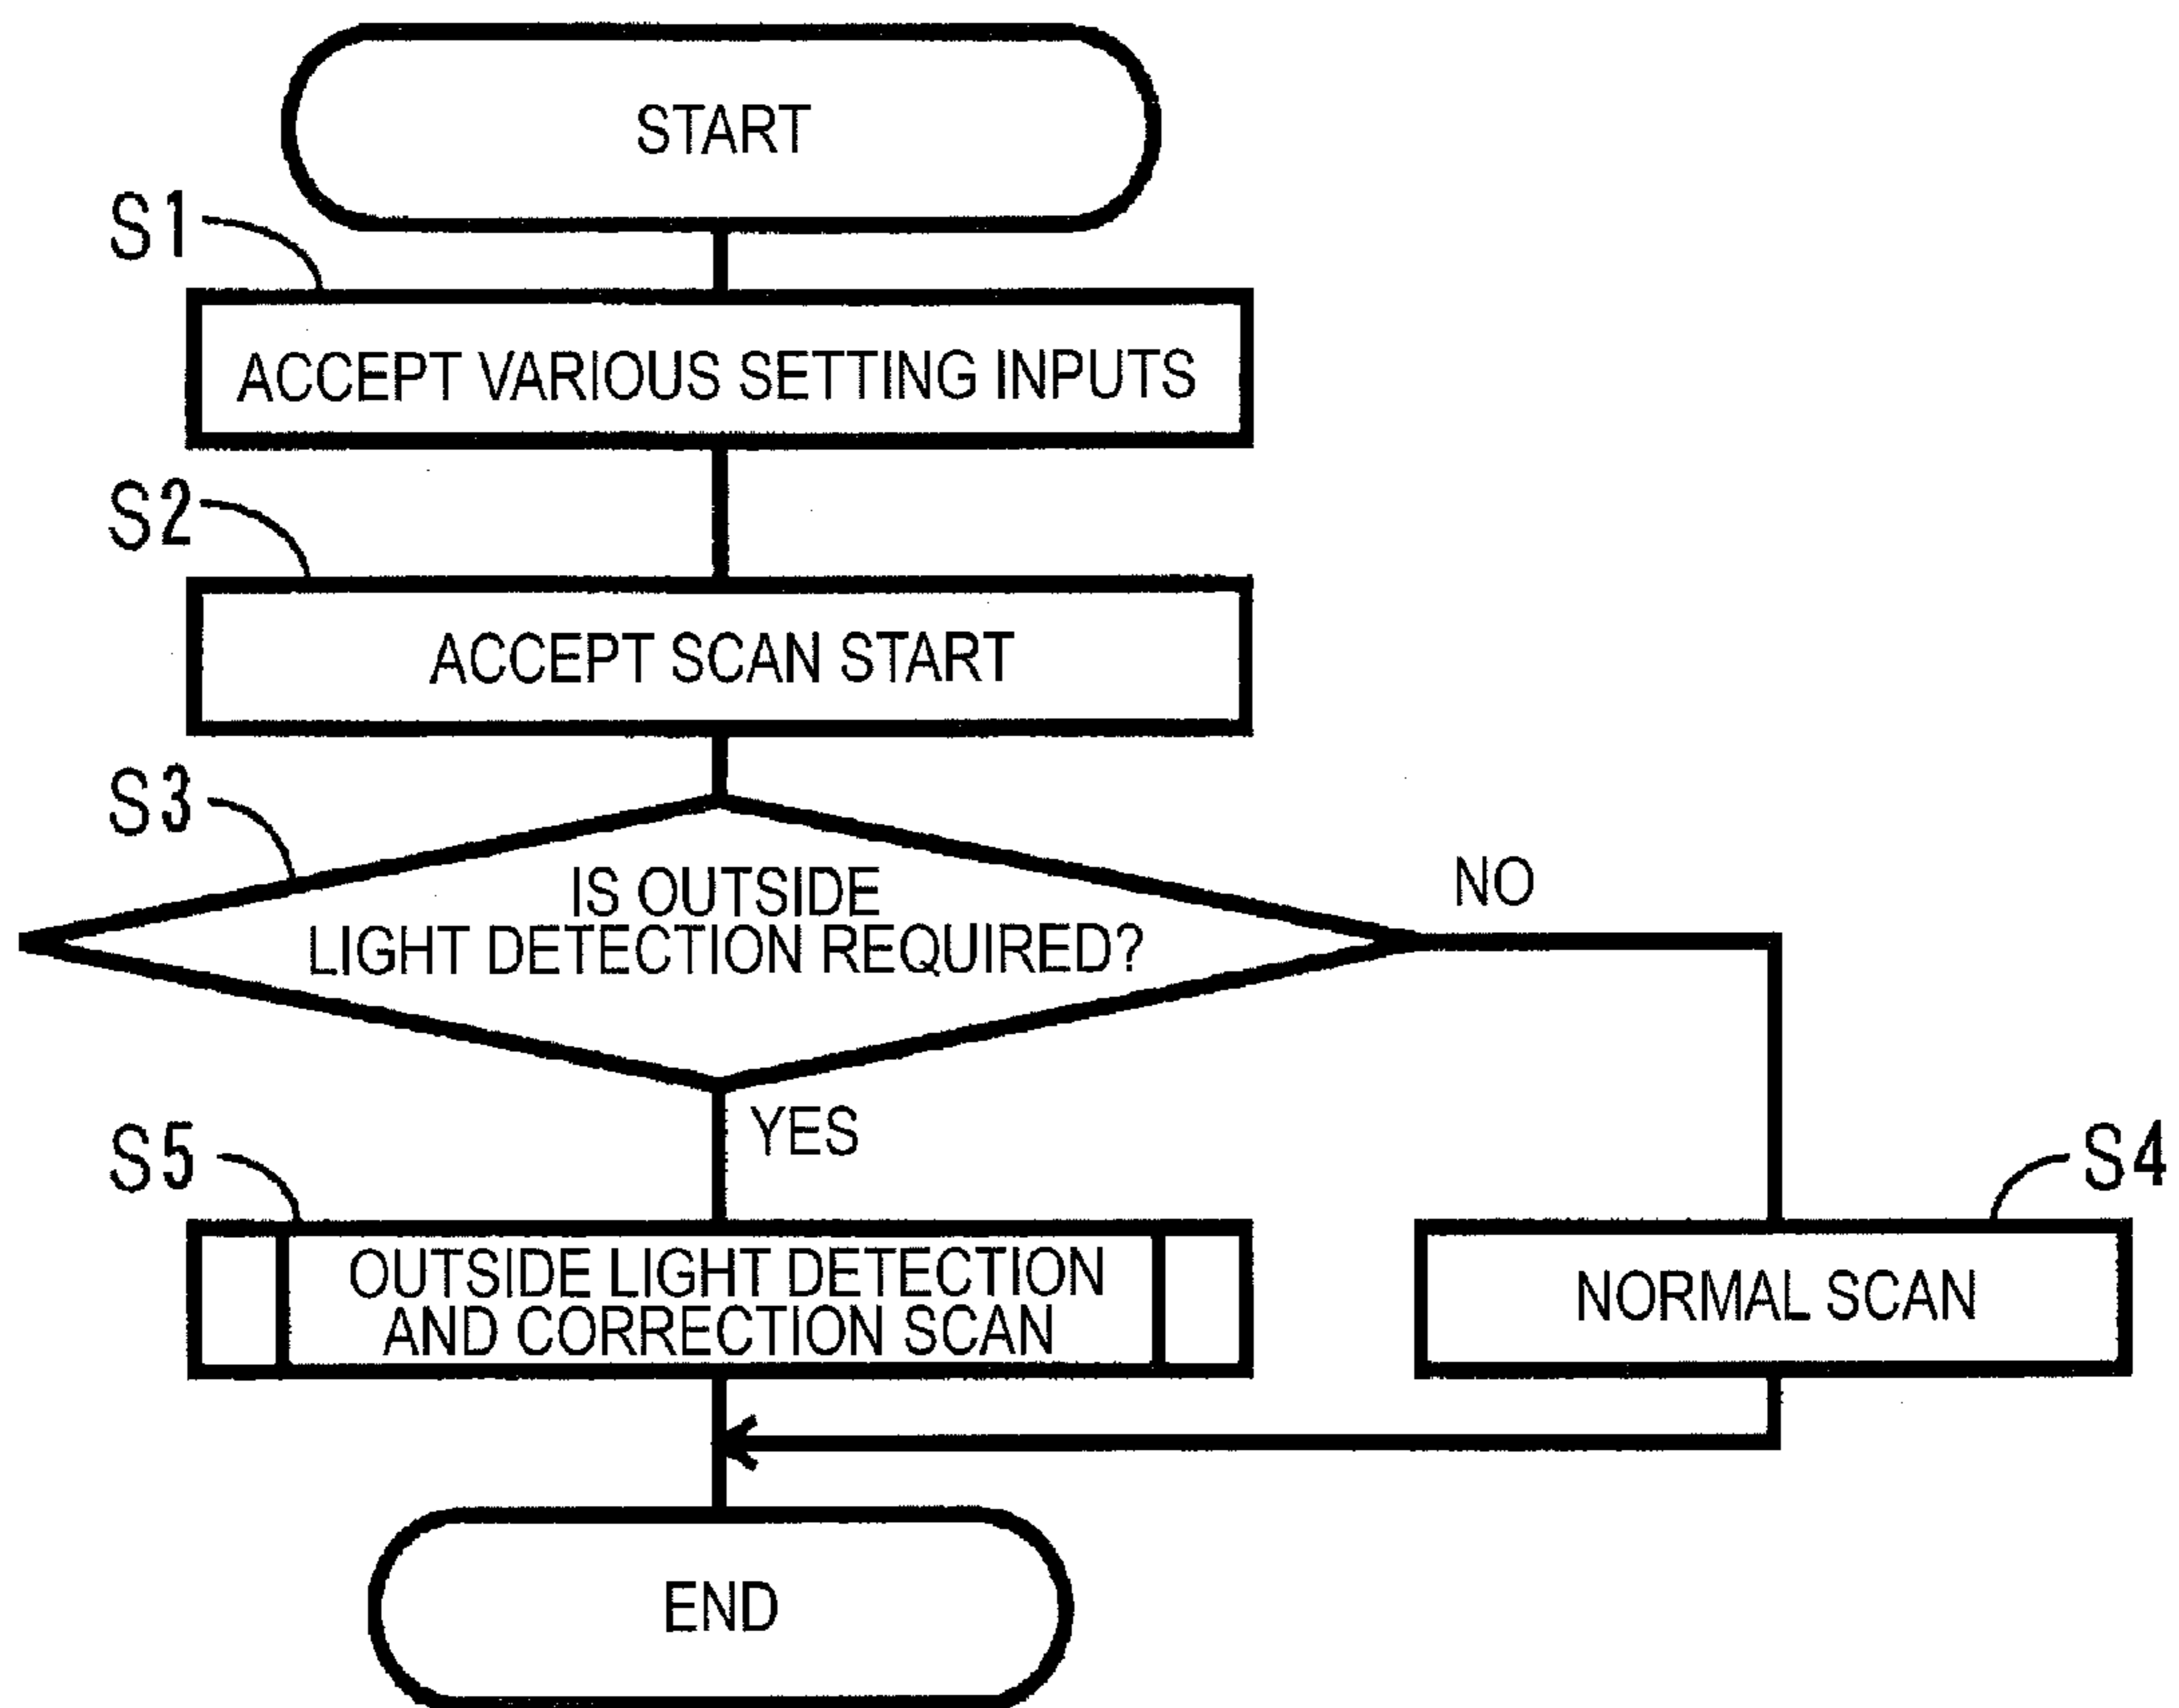 START
S1
ACCEPT VARIOUS SETTING INPUTS
S2
ACCEPT SCAN START
S3
IS OUTSIDE
LIGHT DETECTION REQUIRED?
NO
YES
S5
OUTSIDE LIGHT DETECTION
AND CORRECTION SCAN
S4
NORMAL SCAN
END